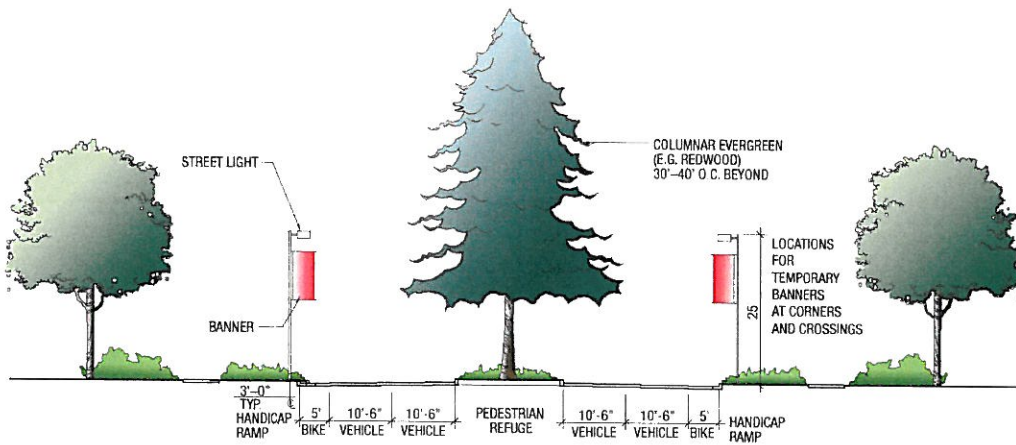 STREET LIGHT
COLUMNAR EVERGREEN
(E.G. REDWOOD)
30'–40' O C. BEYOND
LOCATIONS
FOR
TEMPORARY
BANNERS
AT CORNERS
AND CROSSINGS
25
BANNER
3'–0"
TYP.
HANDICAP
RAMP
5'
BIKE
10'-6"
VEHICLE
10'-6"
VEHICLE
PEDESTRIAN
REFUGE
10'-6"
VEHICLE
10'-6"
VEHICLE
5'
BIKE
HANDICAP
RAMP